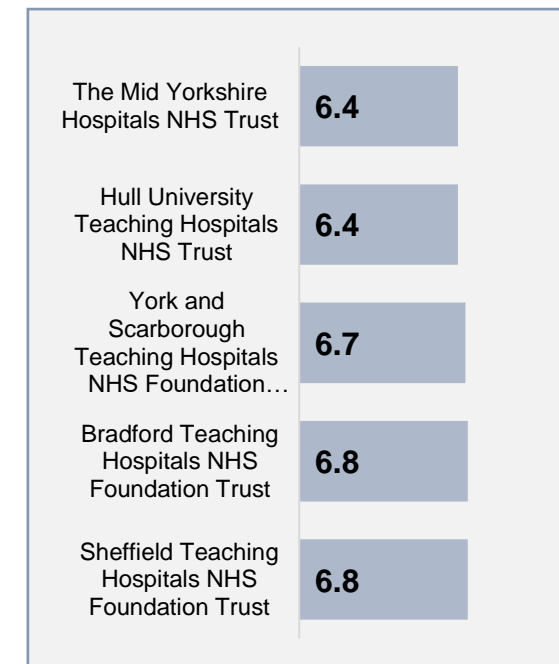 The Mid Yorkshire
Hospitals NHS Trust
6.4
Hull University
Teaching Hospitals
NHS Trust
6.4
York and
Scarborough
Teaching Hospitals
NHS Foundation…
6.7
Bradford Teaching
Hospitals NHS
Foundation Trust
6.8
Sheffield Teaching
Hospitals NHS
Foundation Trust
6.8